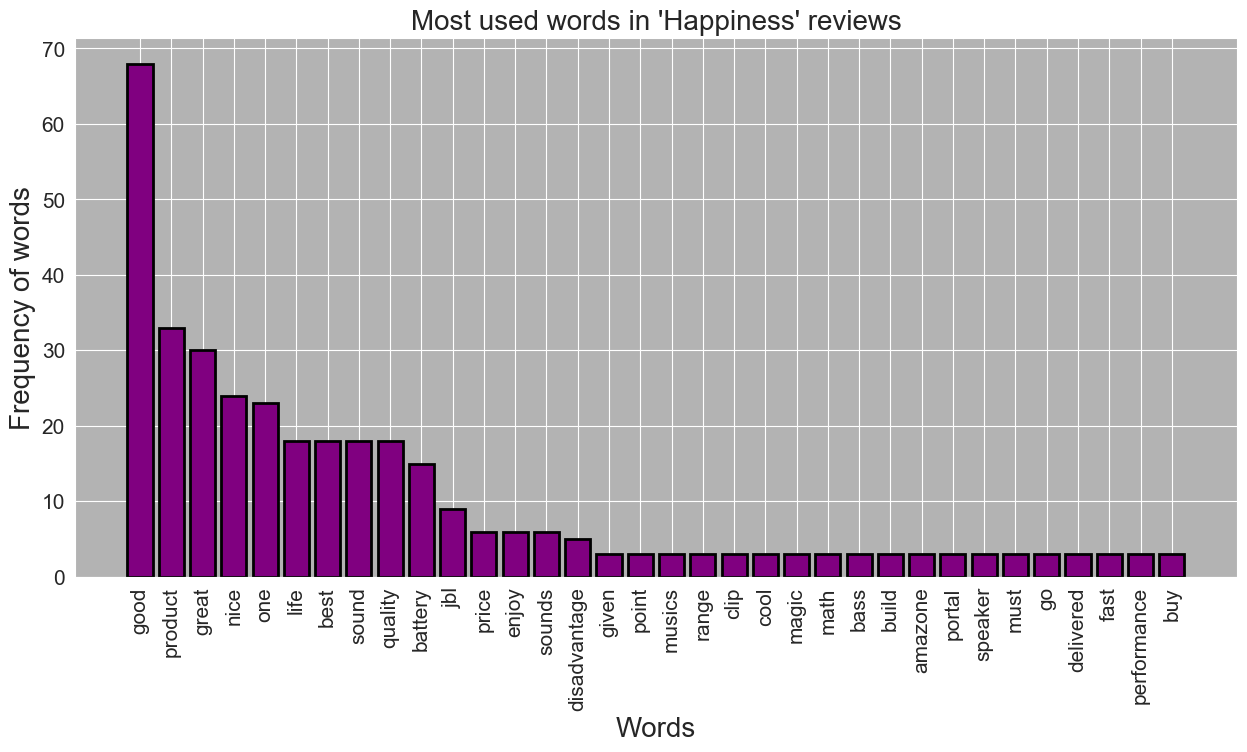 Most used words in 'Happiness' reviews
Frequency of words
70
60
50
40
30
20
10
0
good
product
great
nice
one
life
best
sound
quality
battery
jbl
price
enjoy
sounds
disadvantage
given
point
musics
range
clip
cool
magic
math
bass
build
amazone
portal
speaker
must
go
delivered
fast
performance
buy
Words